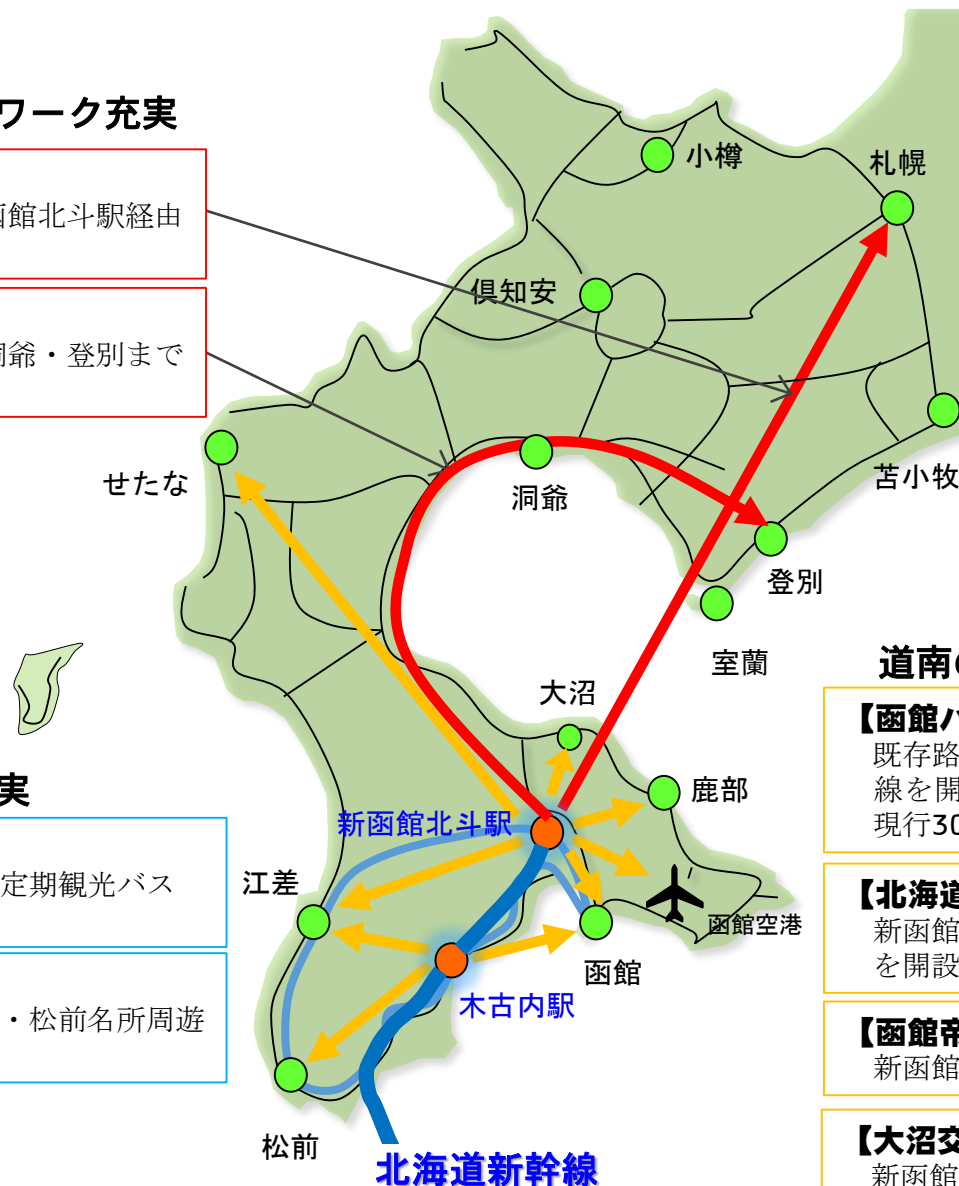 ワーク充実
函館北斗駅経由
洞爺・登別まで
小樽
札幌
倶知安
せたな
洞爺
苫小牧
登別
室蘭
大沼
鹿部
新函館北斗駅
江差
函館空港
函館
木古内駅
松前
北海道新幹線
実
定期観光バス
・松前名所周遊
道南の
【函館バ
既存路
線を開
現行30
【北海道
新函館
を開設
【函館帝
新函館
【大沼交
新函館